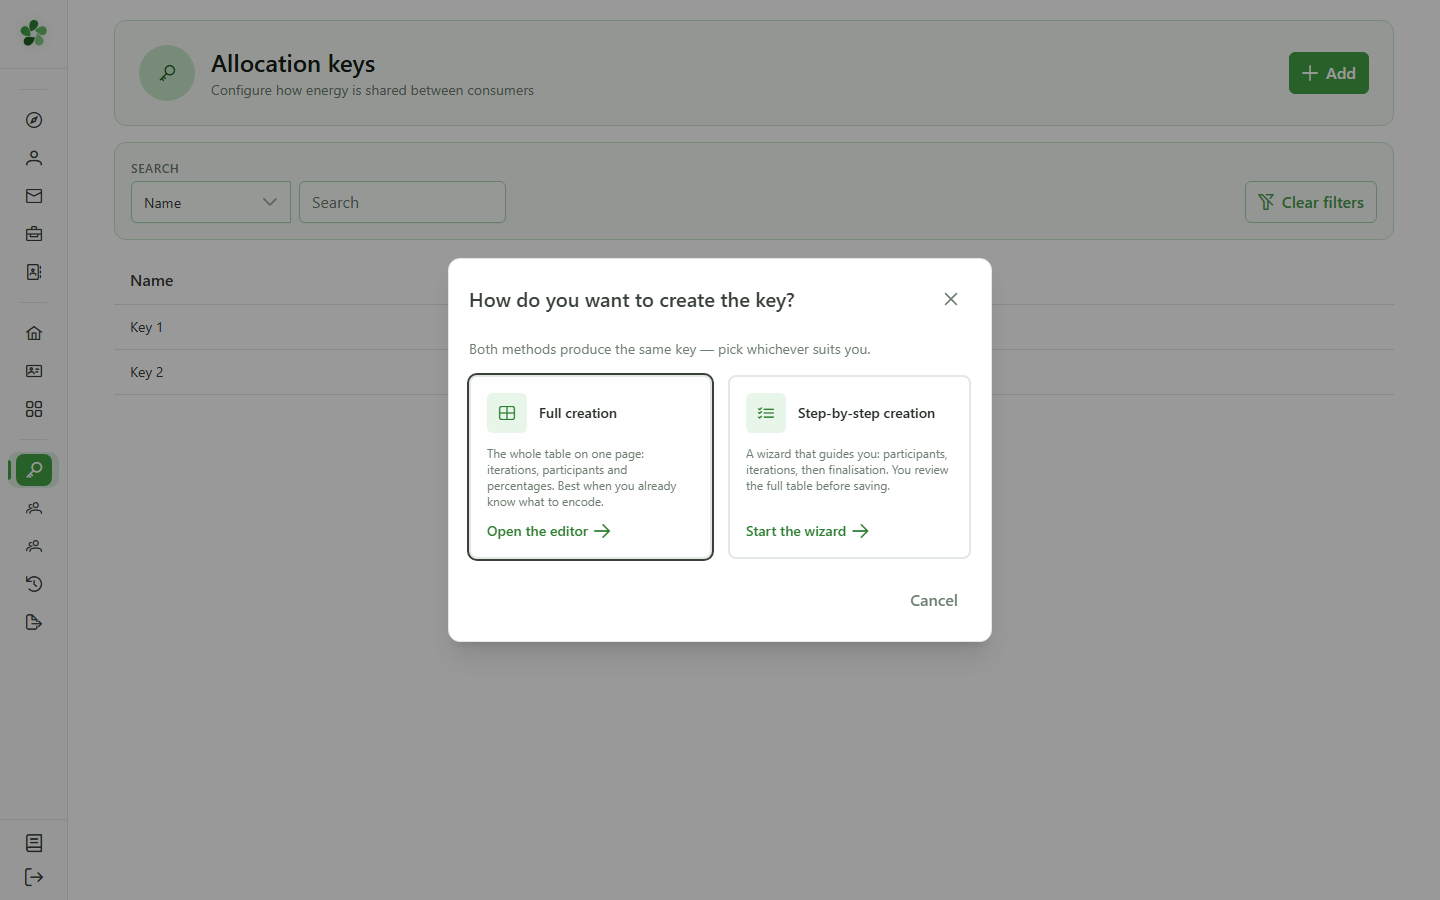 Allocation keys
Configure how energy is shared between consumers
Add
SEARCH
Name
Search
Clear filters
Name
Key 1
Key 2
How do you want to create the key?
Both methods produce the same key — pick whichever suits you.
Full creation
The whole table on one page:
iterations, participants and
percentages. Best when you already
know what to encode.
Open the editor
Step-by-step creation
A wizard that guides you: participants,
iterations, then finalisation. You review
the full table before saving.
Start the wizard
Cancel